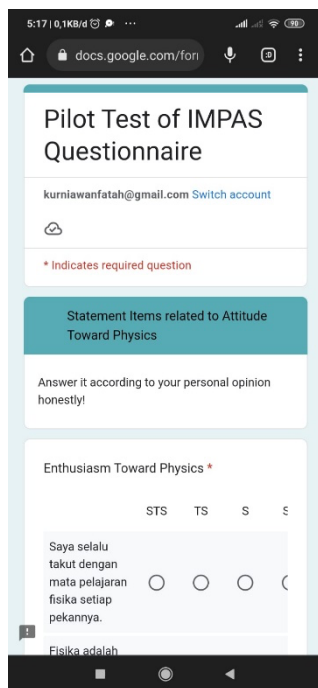 5:17 | 0,1KB/d
90
docs.google.com/forı
:D
Pilot Test of IMPAS
Questionnaire
kurniawanfatah@gmail.com Switch account
* Indicates required question
Statement Items related to Attitude
Toward Physics
Answer it according to your personal opinion
honestly!
Enthusiasm Toward Physics *
STS TS S S
Saya selalu
takut dengan
mata pelajaran
fisika setiap
pekannya.
Fisika adalah